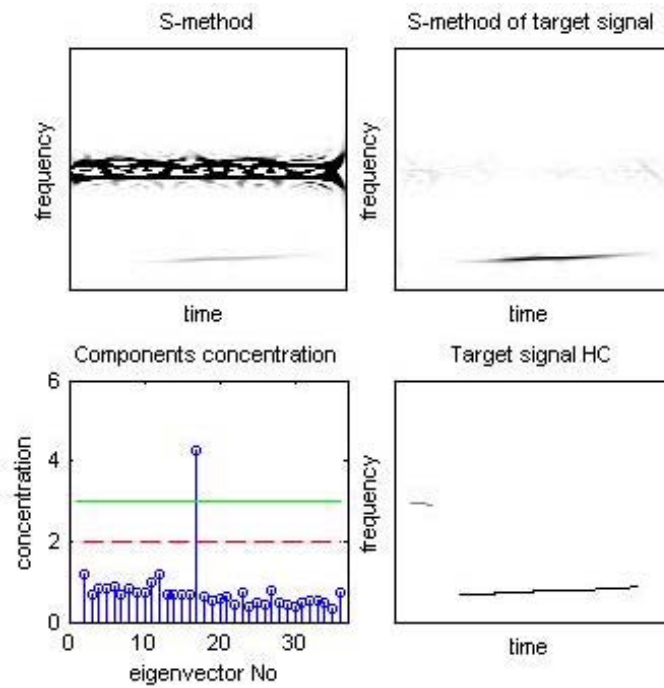 S-method
frequency
time
S-method of target signal
frequency
time
Components concentration
concentration
6
4
2
0
0
10
20
30
eigenvector No
Target signal HC
frequency
time